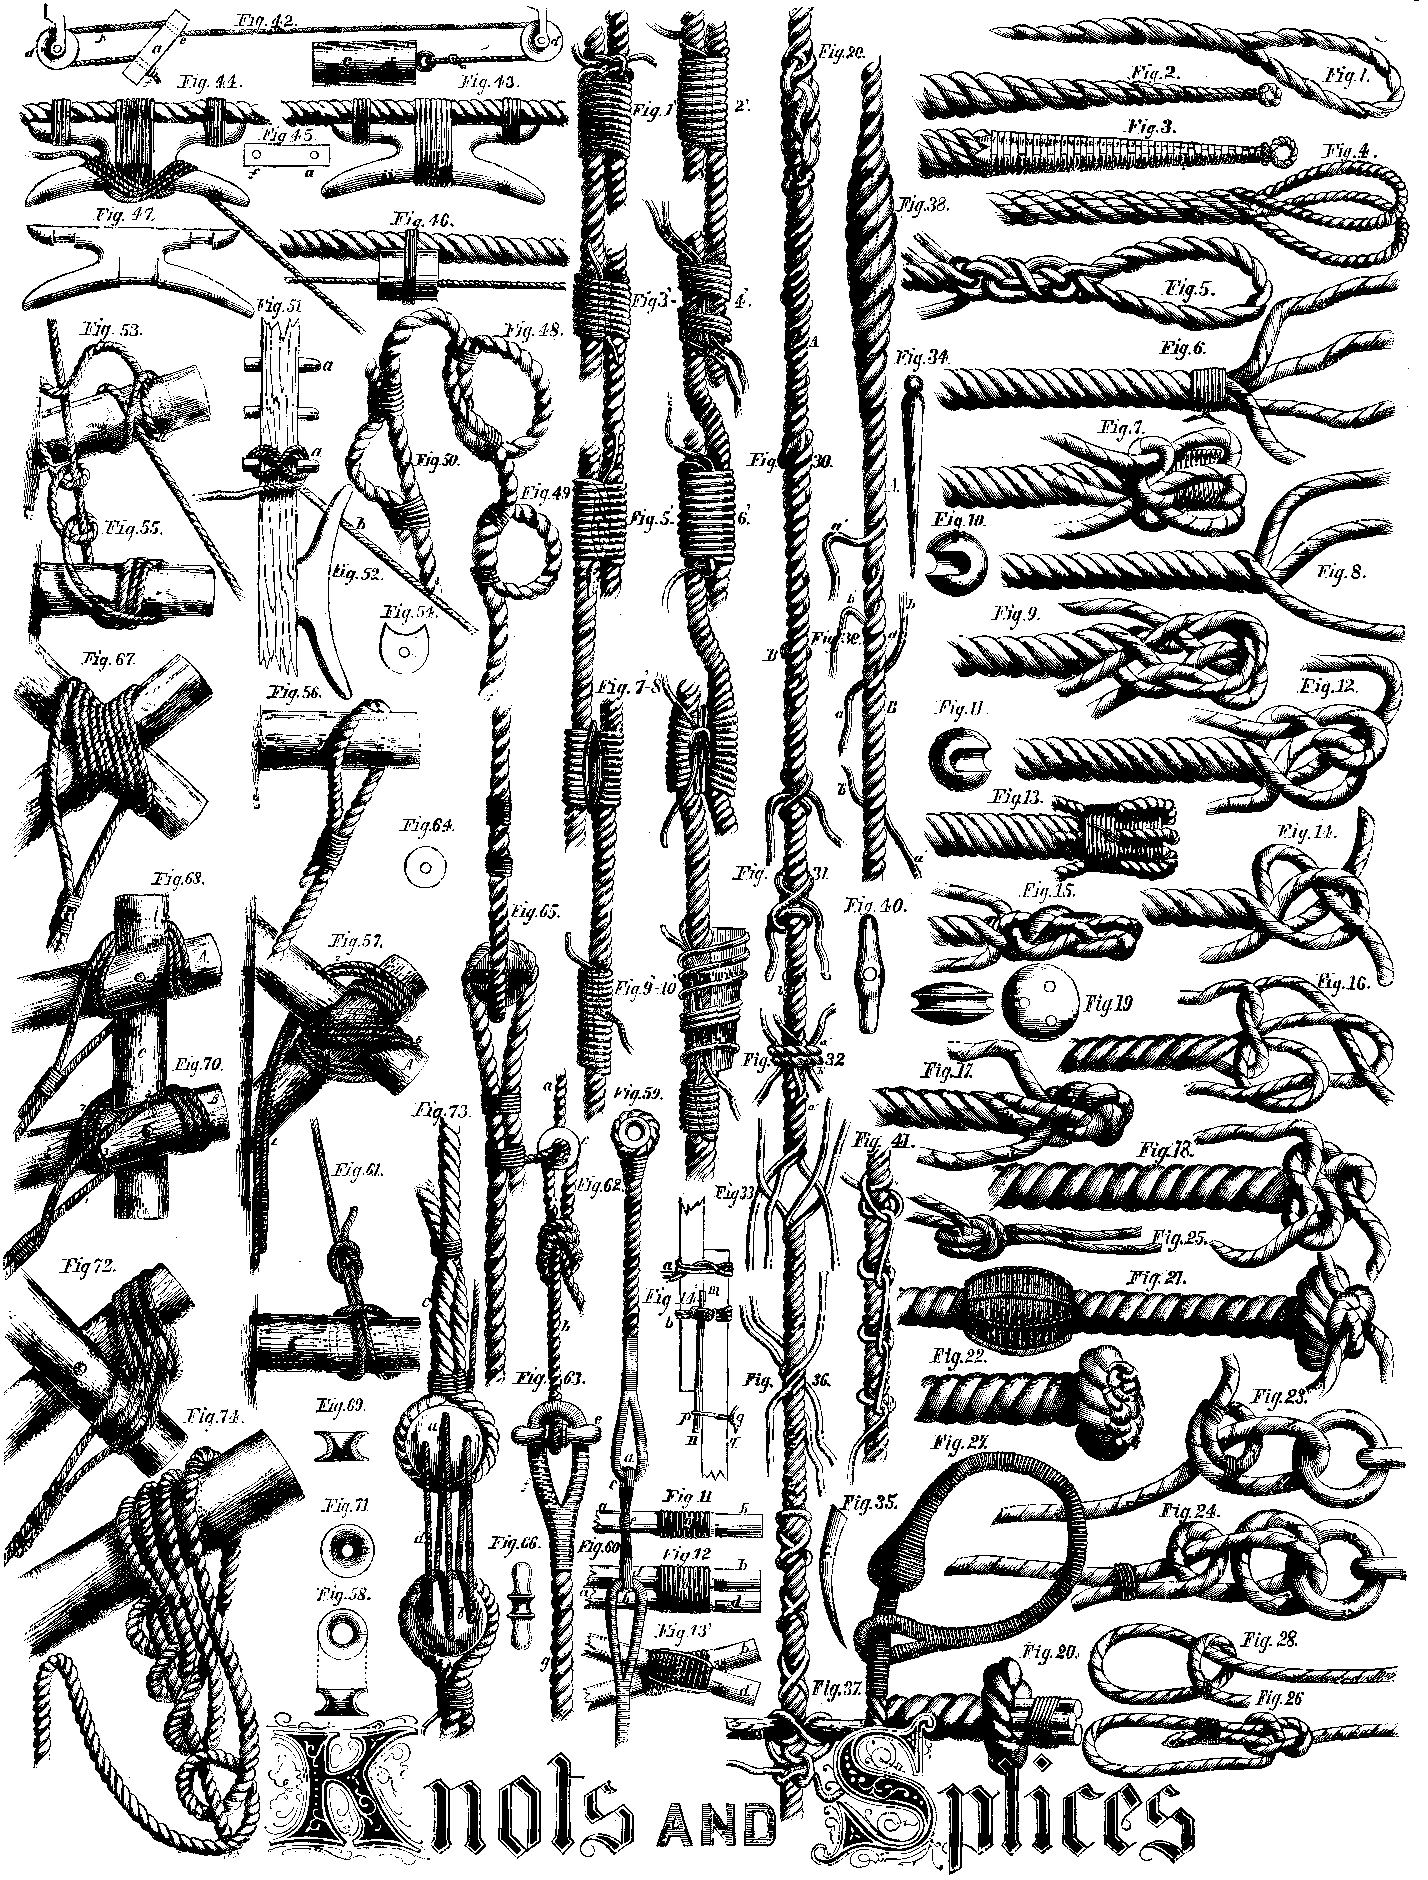 Fig. 42.
Fig. 44.
Fig. 43.
Fig. 45.
Fig. 47.
Fig. 46.
Fig. 51
Fig. 53.
Fig. 48.
Fig. 50.
Fig. 49
Fig. 55.
Fig. 52.
Fig. 54.
Fig. 67.
Fig. 56.
Fig. 64.
Fig. 65.
Fig. 57.
Fig. 70.
Fig. 73.
Fig. 61.
Fig. 72.
Fig. 69.
Fig. 74.
Fig. 71
Fig. 58.
Fig. 66.
Fig. 62.
Fig. 63.
Fig. 59.
Fig. 60.
Fig. 1'
2'.
Fig 3'-
4'.
Fig. 5'-
6'.
Fig. 7'-8'
Fig. 9'-10'
Fig. 11
Fig. 12
Fig. 13'
Fig. 30.
Fig. 31.
Fig. 32
Fig. 33
Fig. 36.
Fig. 37.
Fig. 38.
Fig. 34.
Fig. 40.
Fig. 41.
Fig. 35.
Fig. 1.
Fig. 2.
Fig. 3.
Fig. 4.
Fig. 5.
Fig. 6.
Fig. 7.
Fig. 10.
Fig. 8.
Fig. 9.
Fig. 12.
Fig. 11.
Fig. 13.
Fig. 14.
Fig. 15.
Fig. 16.
Fig 19
Fig. 17.
Fig. 18.
Fig. 25.
Fig. 21.
Fig. 22.
Fig. 23.
Fig. 27.
Fig. 24.
Fig. 28.
Fig. 20.
Fig. 26
Knots AND Splices